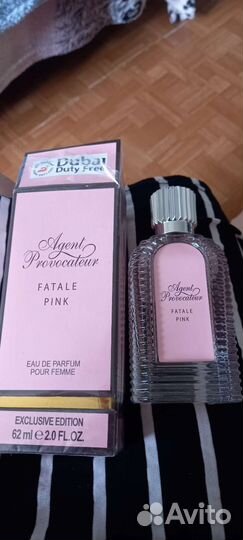 Dubai
Duty Free
Agent
Provocateur
FATALE
PINK
EAU DE PARFUM
POUR FEMME
EXCLUSIVE EDITION
62 ml e 2.0 FL.OZ.
Agent
Provocateur
FATALE
PINK
Avito